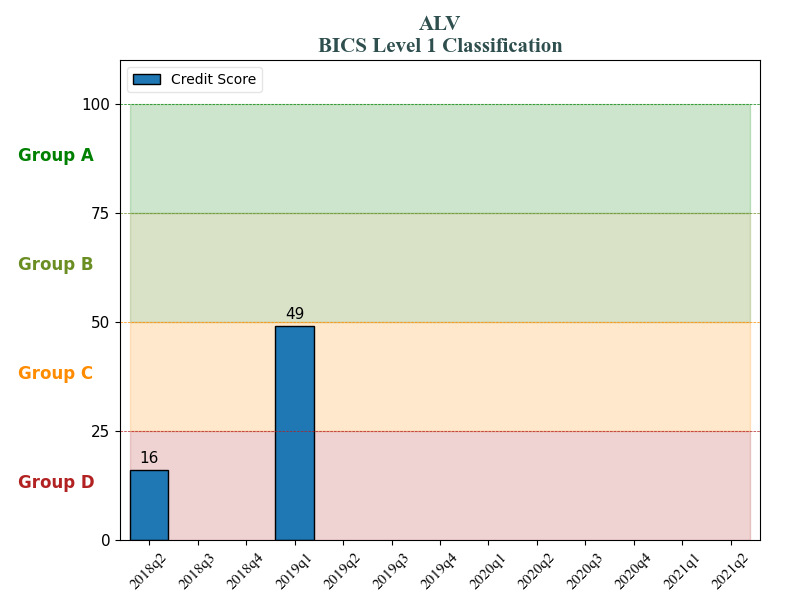 ALV
BICS Level 1 Classification
Credit Score
100
Group A
75
Group B
50
49
Group C
25
16
Group D
0
2018q2 2018q3 2018q4 2019q1 2019q2 2019q3 2019q4 2020q1 2020q2 2020q3 2020q4 2021q1 2021q2